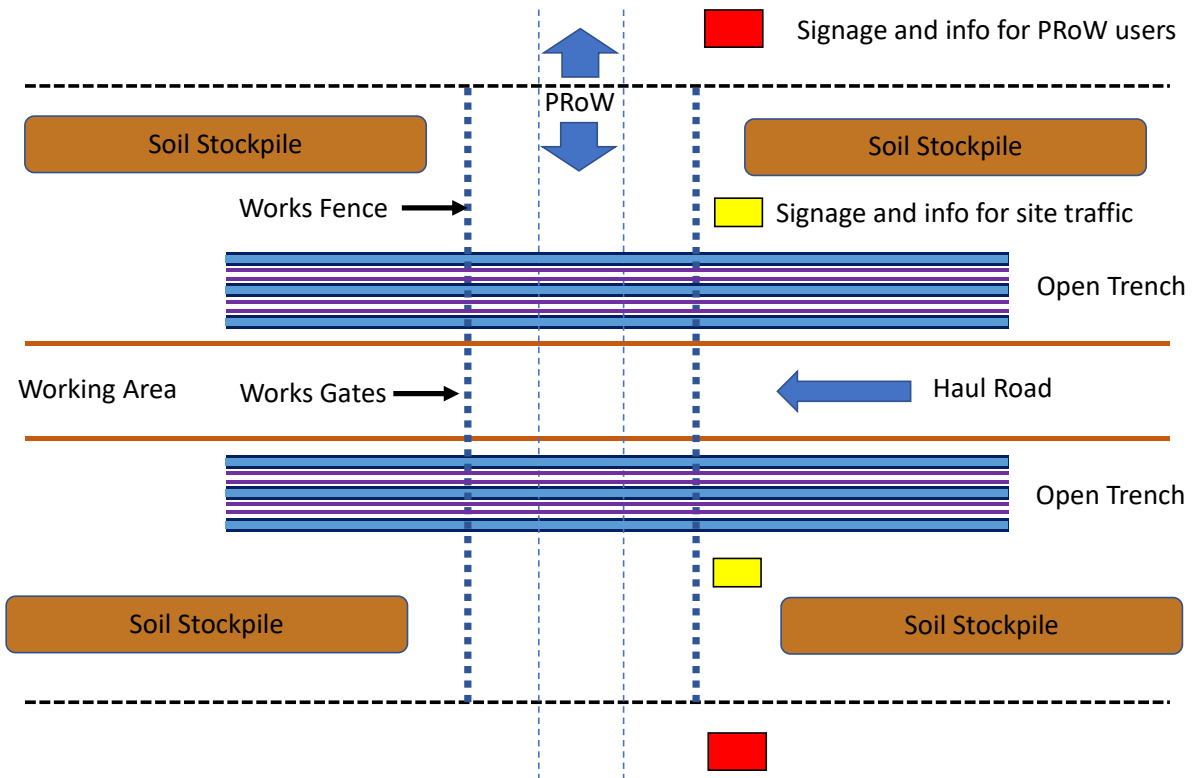 Signage and info for PRoW users
PRoW
Soil Stockpile
Soil Stockpile
Works Fence
Signage and info for site traffic
Open Trench
Working Area
Works Gates
Haul Road
Open Trench
Soil Stockpile
Soil Stockpile